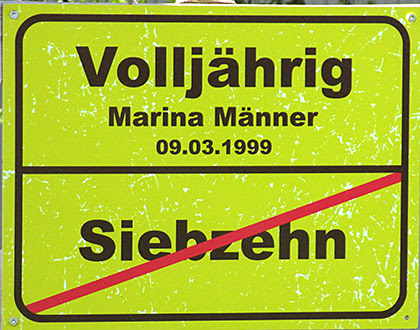 Volljährig
Marina Männer
09.03.1999
Siebzehn